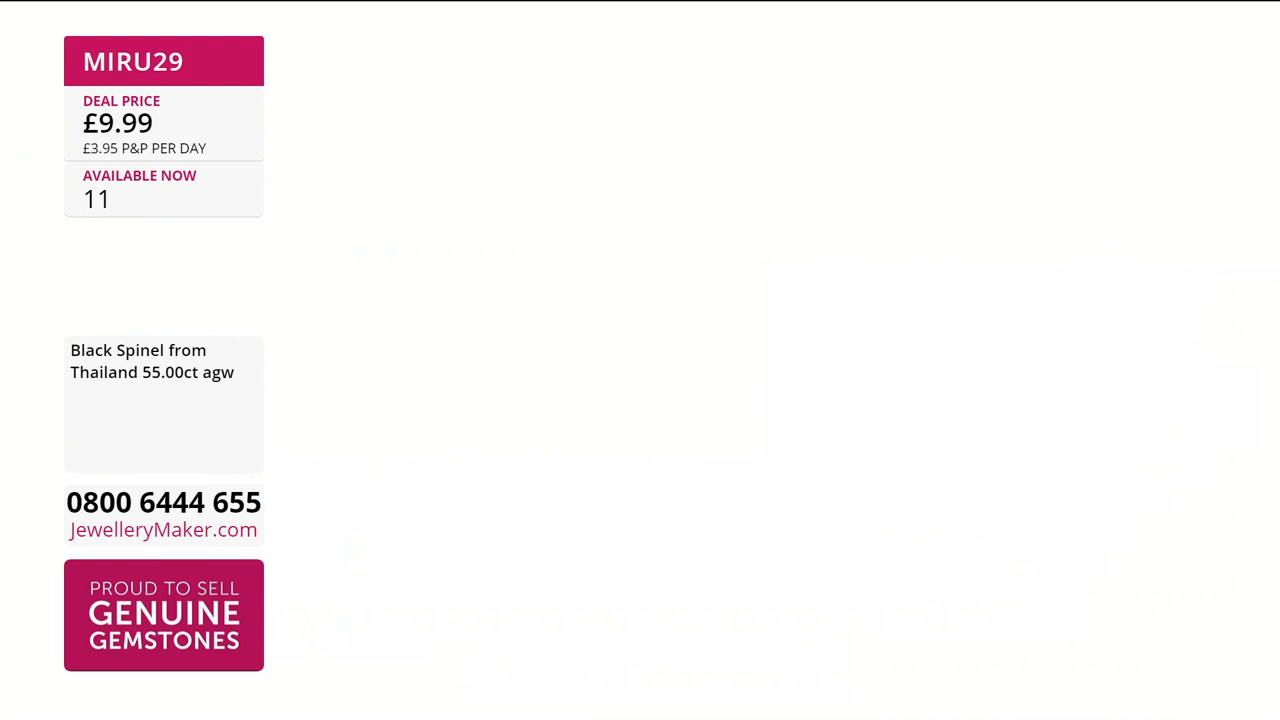 MIRU29
DEAL PRICE
£9.99
£3.95 P&P PER DAY
AVAILABLE NOW
11
Black Spinel from
Thailand 55.00ct agw
0800 6444 655
JewelleryMaker.com
PROUD TO SELL
GENUINE
GEMSTONES